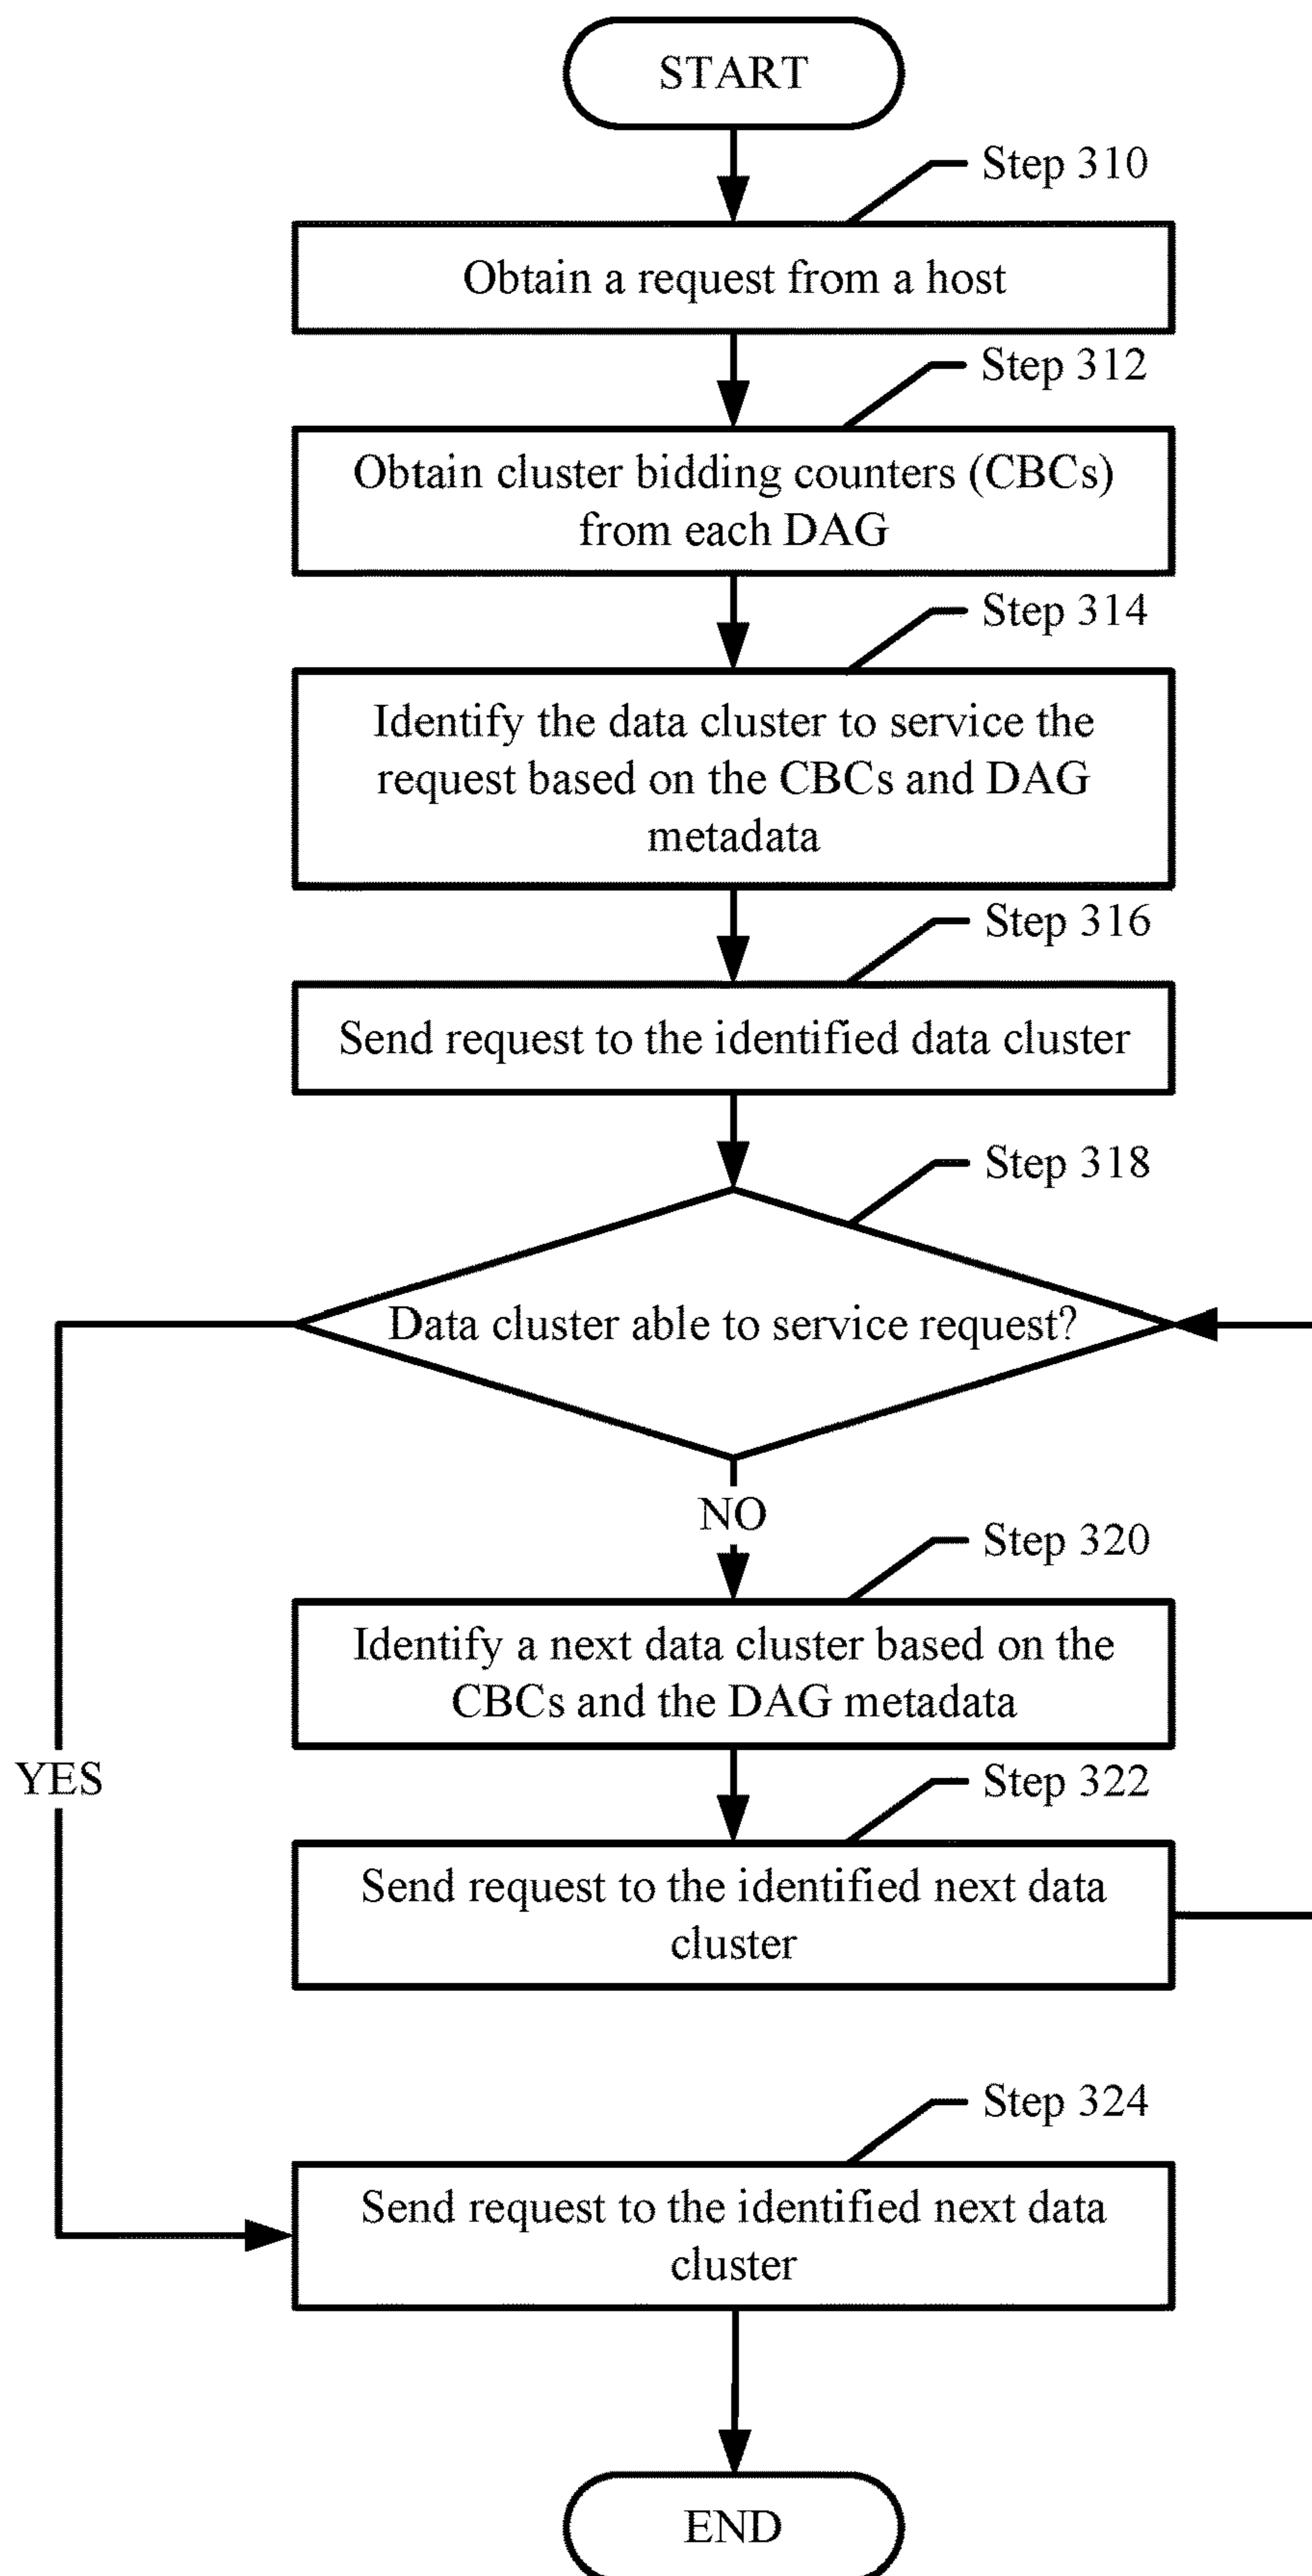 START
Step 310
Obtain a request from a host
Step 312
Obtain cluster bidding counters (CBCs)
from each DAG
Step 314
Identify the data cluster to service the
request based on the CBCs and DAG
metadata
Step 316
Send request to the identified data cluster
Step 318
Data cluster able to service request?
NO
Step 320
Identify a next data cluster based on the
CBCs and the DAG metadata
YES
Step 322
Send request to the identified next data
cluster
Step 324
Send request to the identified next data
cluster
END